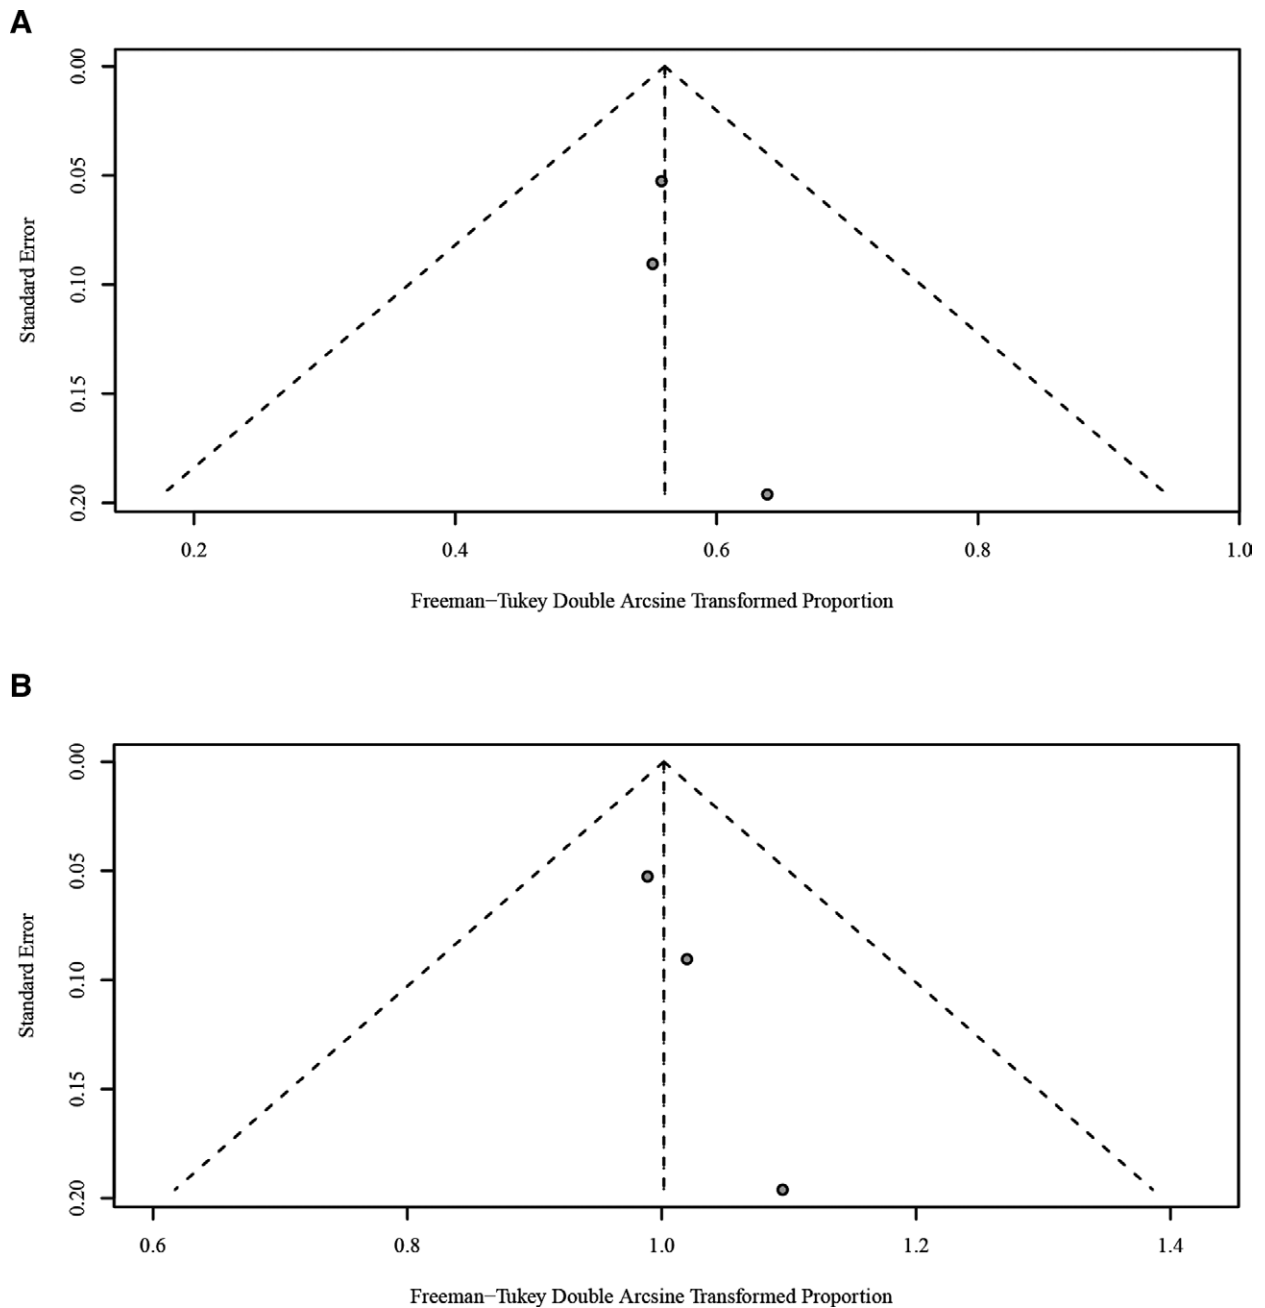 A
0.00
0.05
0.10
0.15
0.20
Standard Error
0.2 0.4 0.6 0.8 1.0
Freeman−Tukey Double Arcsine Transformed Proportion
B
0.00
0.05
0.10
0.15
0.20
Standard Error
0.6 0.8 1.0 1.2 1.4
Freeman−Tukey Double Arcsine Transformed Proportion